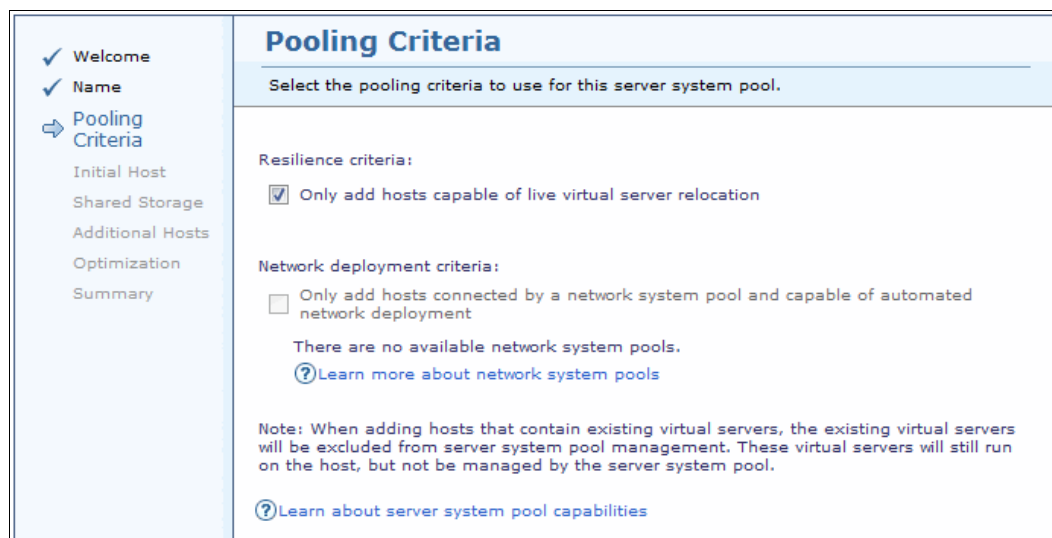 Welcome
Name
Pooling
Criteria
Initial Host
Shared Storage
Additional Hosts
Optimization
Summary
Pooling Criteria
Select the pooling criteria to use for this server system pool.
Resilience criteria:
Only add hosts capable of live virtual server relocation
Network deployment criteria:
Only add hosts connected by a network system pool and capable of automated
network deployment
There are no available network system pools.
?Learn more about network system pools
Note: When adding hosts that contain existing virtual servers, the existing virtual servers
will be excluded from server system pool management. These virtual servers will still run
on the host, but not be managed by the server system pool.
?Learn about server system pool capabilities